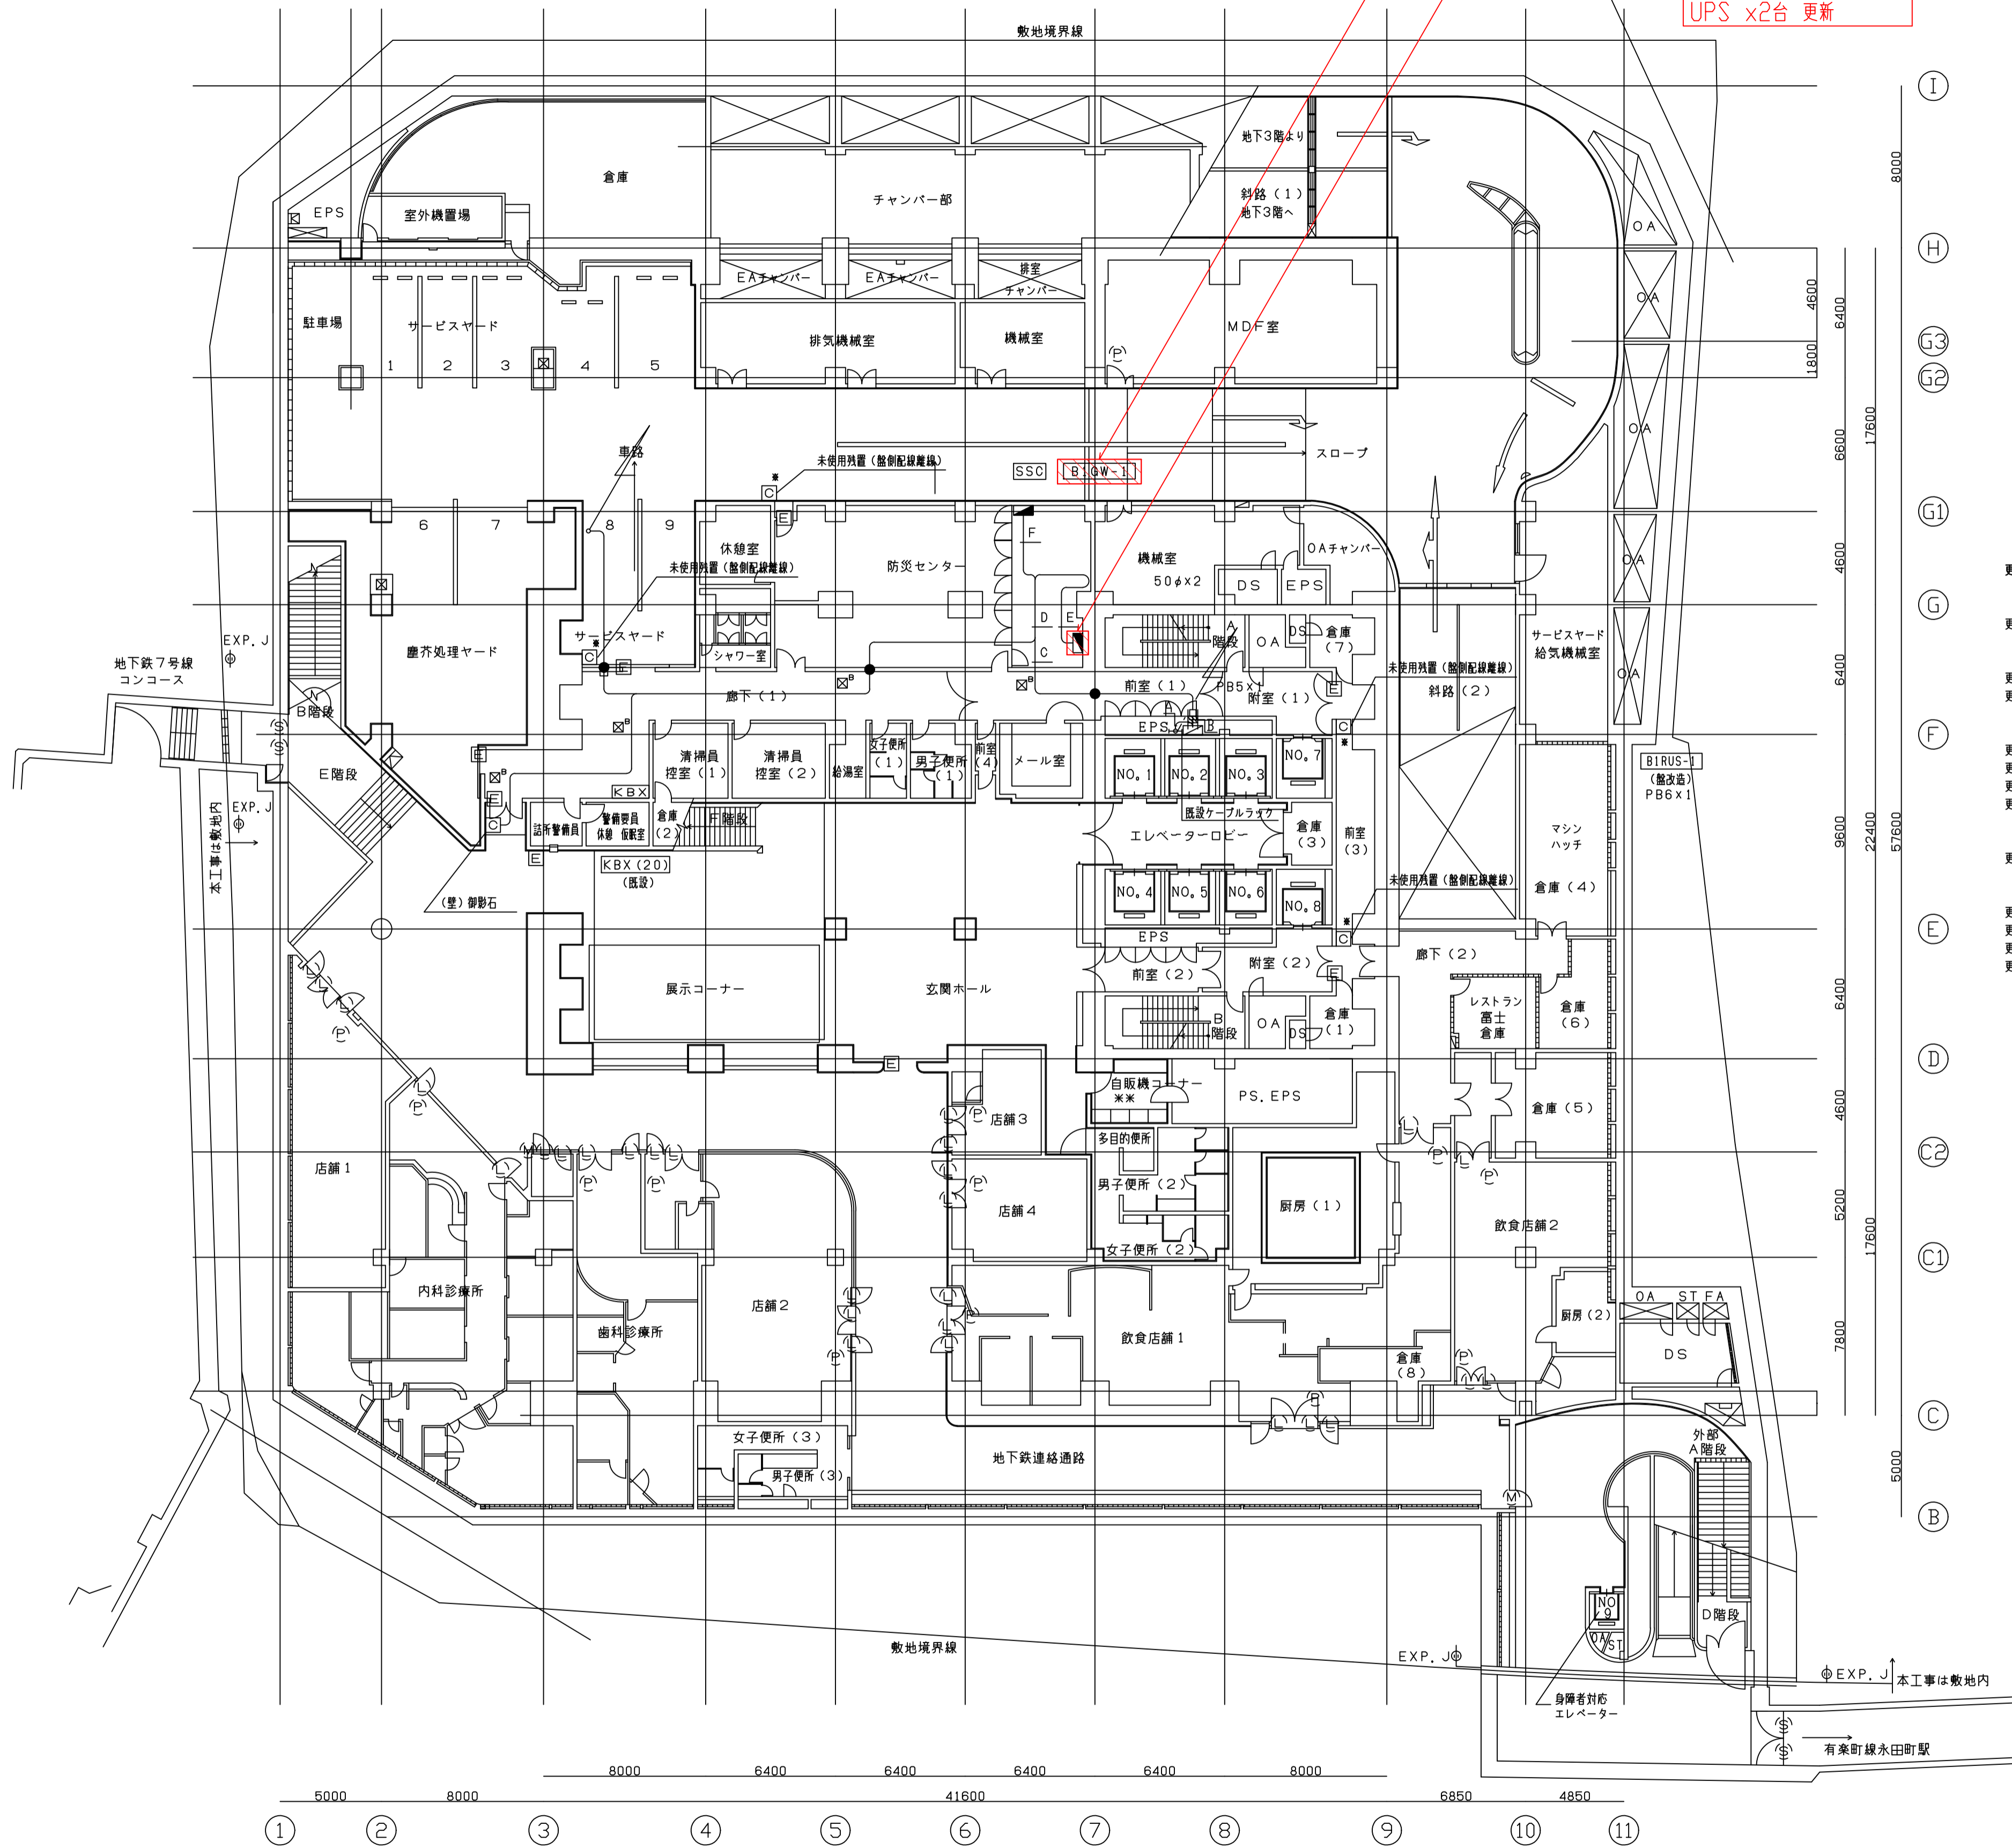 UPS x2台 更新
敷地境界線
I
地下3階より
倉庫
チャンバー部
斜路(1)
地下3階へ
EPS
室外機置場
OA
8000
H
EAチャンバー
EAチャンバー
排室
チャンバー
OA
4600
6400
駐車場
サービスヤード
排気機械室
機械室
MDF室
G3
1
2
3
4
5
P
1800
G2
OA
17600
車路
※
未使用残置(盤側配線離線)
SSC
B1GW-1
スロープ
6600
C
E
G1
6
7
8
9
休憩室
F
防災センター
機械室
OAチャンバー
未使用残置(盤側配線離線)
50φx2
DS
EPS
OA
4600
G
EXP.J
サービスヤード
※
C
E
シャワー室
D
E
C
A
階段
OA
DS
倉庫
(7)
サービスヤード
給気機械室
OA
地下鉄7号線
コンコース
塵芥処理ヤード
未使用残置(盤側配線離線)
斜路(2)
6400
B階段
廊下(1)
B
B
前室(1)
PB5x1
附室(1)
E
S
S
B
A
B
EPS
C
※
F
E階段
E
B
清掃員
控室(1)
清掃員
控室(2)
給湯室
女子便所
(1)
男子便所
(1)
前室
(4)
メール室
NO.1
NO.2
NO.3
NO.7
B1RUS-1
(盤改造)
PB6x1
EXP.J
本工事は敷地内
E
C
KBX
詰所警備員
警備要員
休憩 仮眠室
倉庫
(2)
F階段
既設ケーブルラック
エレベーターロビー
倉庫
(3)
前室
(3)
マシン
ハッチ
9600
22400
57600
E
KBX(20)
(既設)
(壁)御影石
NO.4
NO.5
NO.6
NO.8
未使用残置(盤側配線離線)
※
C
倉庫(4)
E
EPS
展示コーナー
玄関ホール
前室(2)
附室(2)
E
廊下(2)
レストラン
富士
倉庫
倉庫
(6)
6400
L
L
L
P
B
階段
OA
DS
倉庫
(1)
E
D
L
P
店舗3
P
自販機コーナー
※※
PS.EPS
倉庫(5)
4600
店舗1
M
L
L
L
L
L
L
P
P
S
L
L
L
P
多目的便所
男子便所(2)
L
P
L
P
C2
店舗4
厨房(1)
飲食店舗2
5200
女子便所(2)
17600
C1
内科診療所
歯科診療所
店舗2
L
L
L
P
L
L
L
P
飲食店舗1
OA
ST
FA
厨房(2)
DS
7800
倉庫
(8)
P
L
L
P
L
L
L
C
女子便所(3)
男子便所(3)
地下鉄連絡通路
外部
A階段
5000
M
B
NO
9
OA
ST
D階段
敷地境界線
EXP.J
EXP.J
本工事は敷地内
身障者対応
エレベーター
S
S
有楽町線永田町駅
8000
6400
6400
6400
6400
8000
5000
8000
41600
6850
4850
1
2
3
4
5
6
7
8
9
10
11